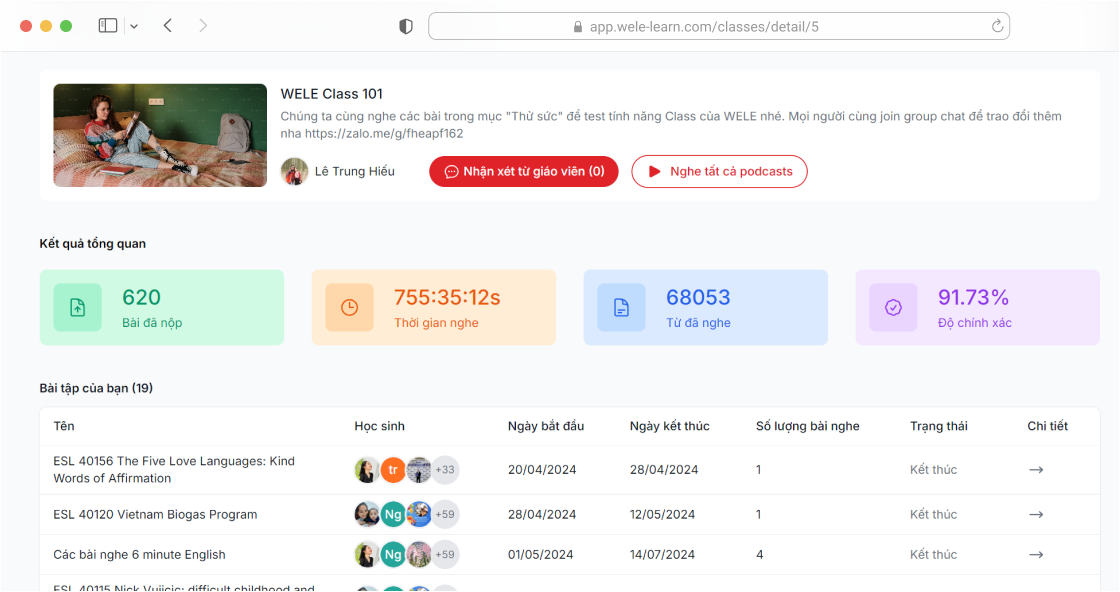 app.wele-learn.com/classes/detail/5
WELE Class 101
Chúng ta cùng nghe các bài trong mục "Thử sức" để test tính năng Class của WELE nhé. Mọi người cùng join group chat để trao đổi thêm
nha https://zalo.me/g/fheapf162
Lê Trung Hiếu
Nhận xét từ giáo viên (0)
Nghe tất cả podcasts
Kết quả tổng quan
620
Bài đã nộp
755:35:12s
Thời gian nghe
68053
Từ đã nghe
91.73%
Độ chính xác
Bài tập của bạn (19)
Tên Học sinh Ngày bắt đầu Ngày kết thúc Số lượng bài nghe Trạng thái Chi tiết
ESL 40156 The Five Love Languages: Kind
Words of Affirmation
tr +33 20/04/2024 28/04/2024 1 Kết thúc →
ESL 40120 Vietnam Biogas Program Ng +59 28/04/2024 12/05/2024 1 Kết thúc →
Các bài nghe 6 minute English Ng +59 01/05/2024 14/07/2024 4 Kết thúc →
ESL 40115 Nick Vujicic: difficult childhood and